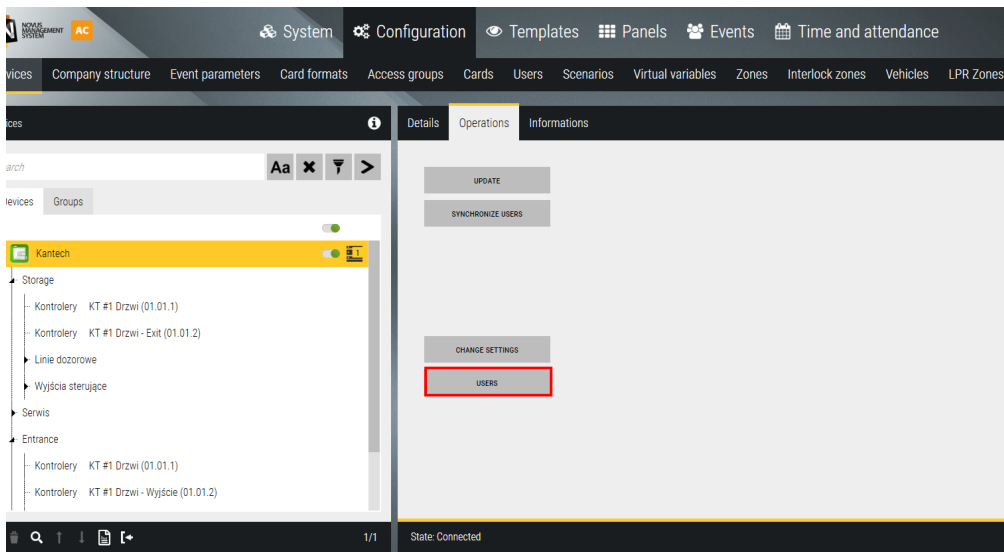 NOVUS
MANAGEMENT
SYSTEM
AC
System
Configuration
Templates
Panels
Events
Time and attendance
vices
Company structure
Event parameters
Card formats
Access groups
Cards
Users
Scenarios
Virtual variables
Zones
Interlock zones
Vehicles
LPR Zones
ices
Details
Operations
Informations
arch
Aa
evices
Groups
Kantech
1
Storage
Kontrolery KT #1 Drzwi (01.01.1)
Kontrolery KT #1 Drzwi - Exit (01.01.2)
Linie dozorowe
Wyjścia sterujące
Serwis
Entrance
Kontrolery KT #1 Drzwi (01.01.1)
Kontrolery KT #1 Drzwi - Wyjście (01.01.2)
1/1
UPDATE
SYNCHRONIZE USERS
CHANGE SETTINGS
USERS
State: Connected